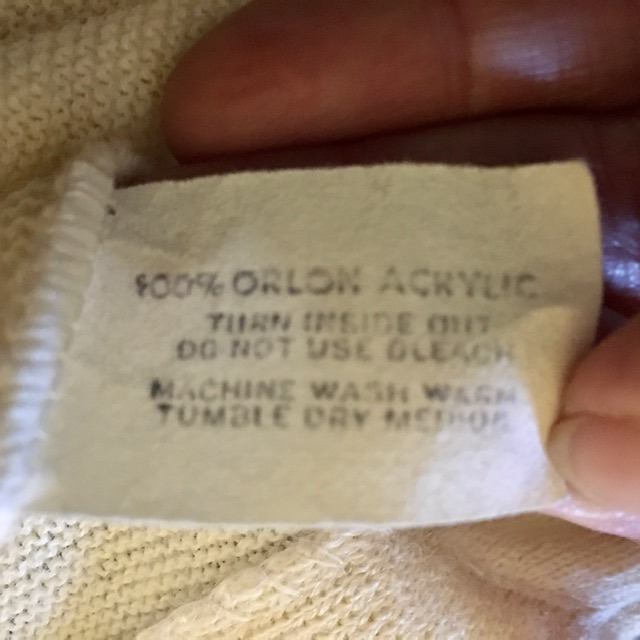 100% ORLON ACRYLIC
TURN INSIDE OUT
DO NOT USE BLEACH
MACHINE WASH WARM
TUMBLE DRY MEDIUM